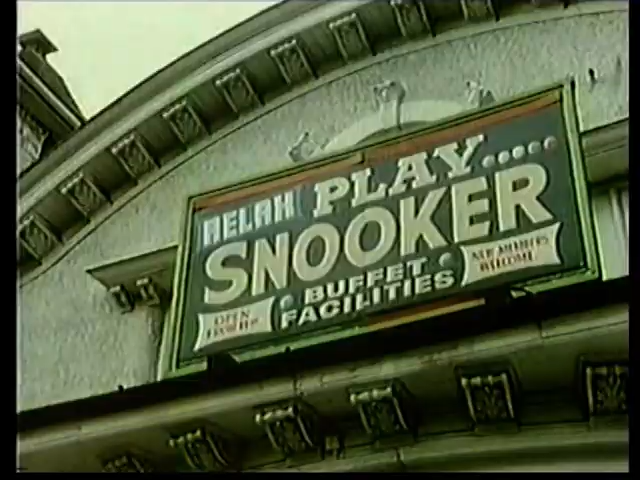 RELAX PLAY.....
SNOOKER
BUFFET
FACILITIES
OPEN
NEW MEMBERS
WELCOME